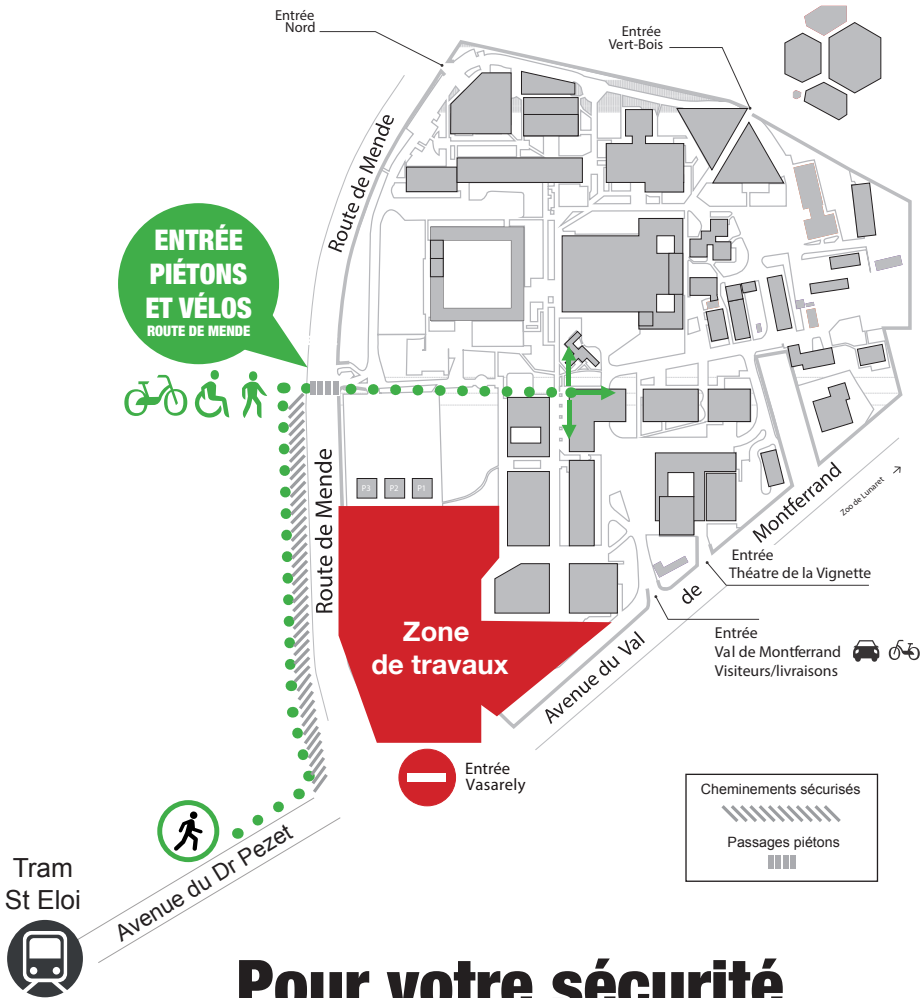 Entrée
Nord
Entrée
Vert-Bois
Route de Mende
ENTRÉE
PIÉTONS
ET VÉLOS
ROUTE DE MENDE
Route de Mende
P3 P2 P1
Zone
de travaux
Montferrand
Zoo de Lunaret
Entrée
Théatre de la Vignette
de
Avenue du Val
Entrée
Val de Montferrand
Visiteurs/livraisons
Entrée
Vasarely
Cheminements sécurisés
Passages piétons
Avenue du Dr Pezet
Tram
St Eloi
Pour votre sécurité